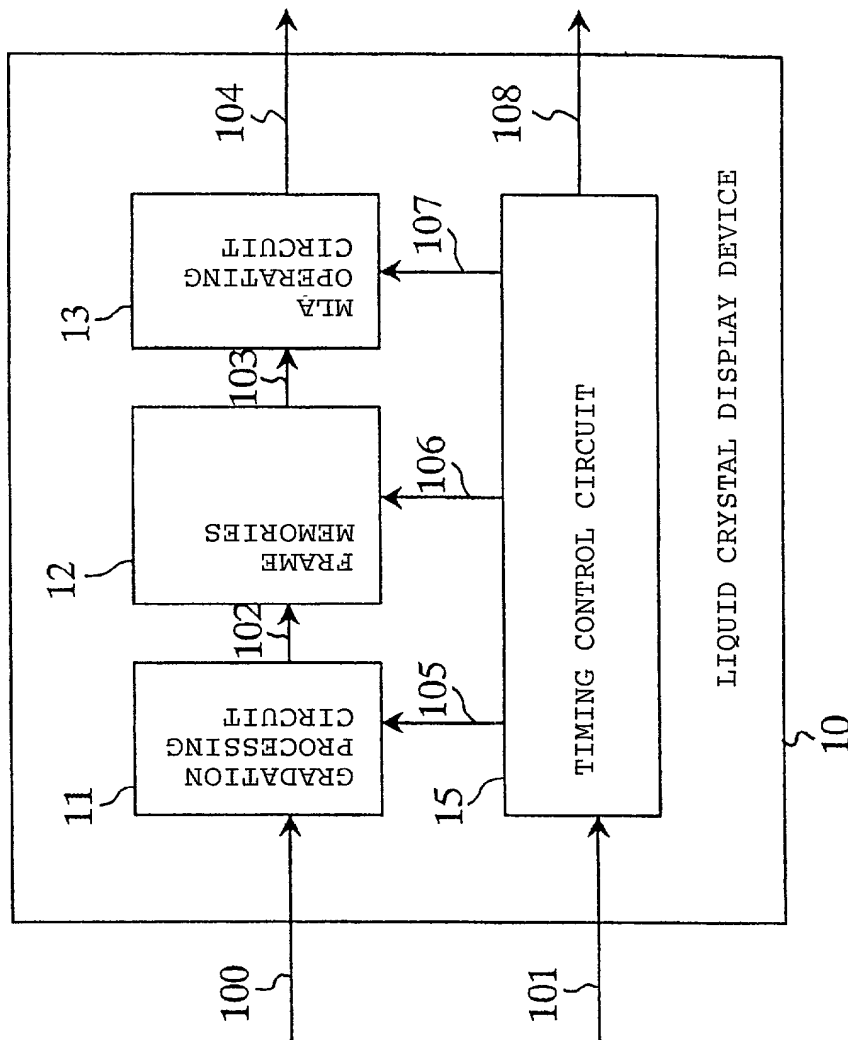 104
108
13
MLA
OPERATING
CIRCUIT
107
103
12
FRAME
MEMORIES
106
102
11
GRADATION
PROCESSING
CIRCUIT
105
15
TIMING CONTROL CIRCUIT
LIQUID CRYSTAL DISPLAY DEVICE
10
100
101